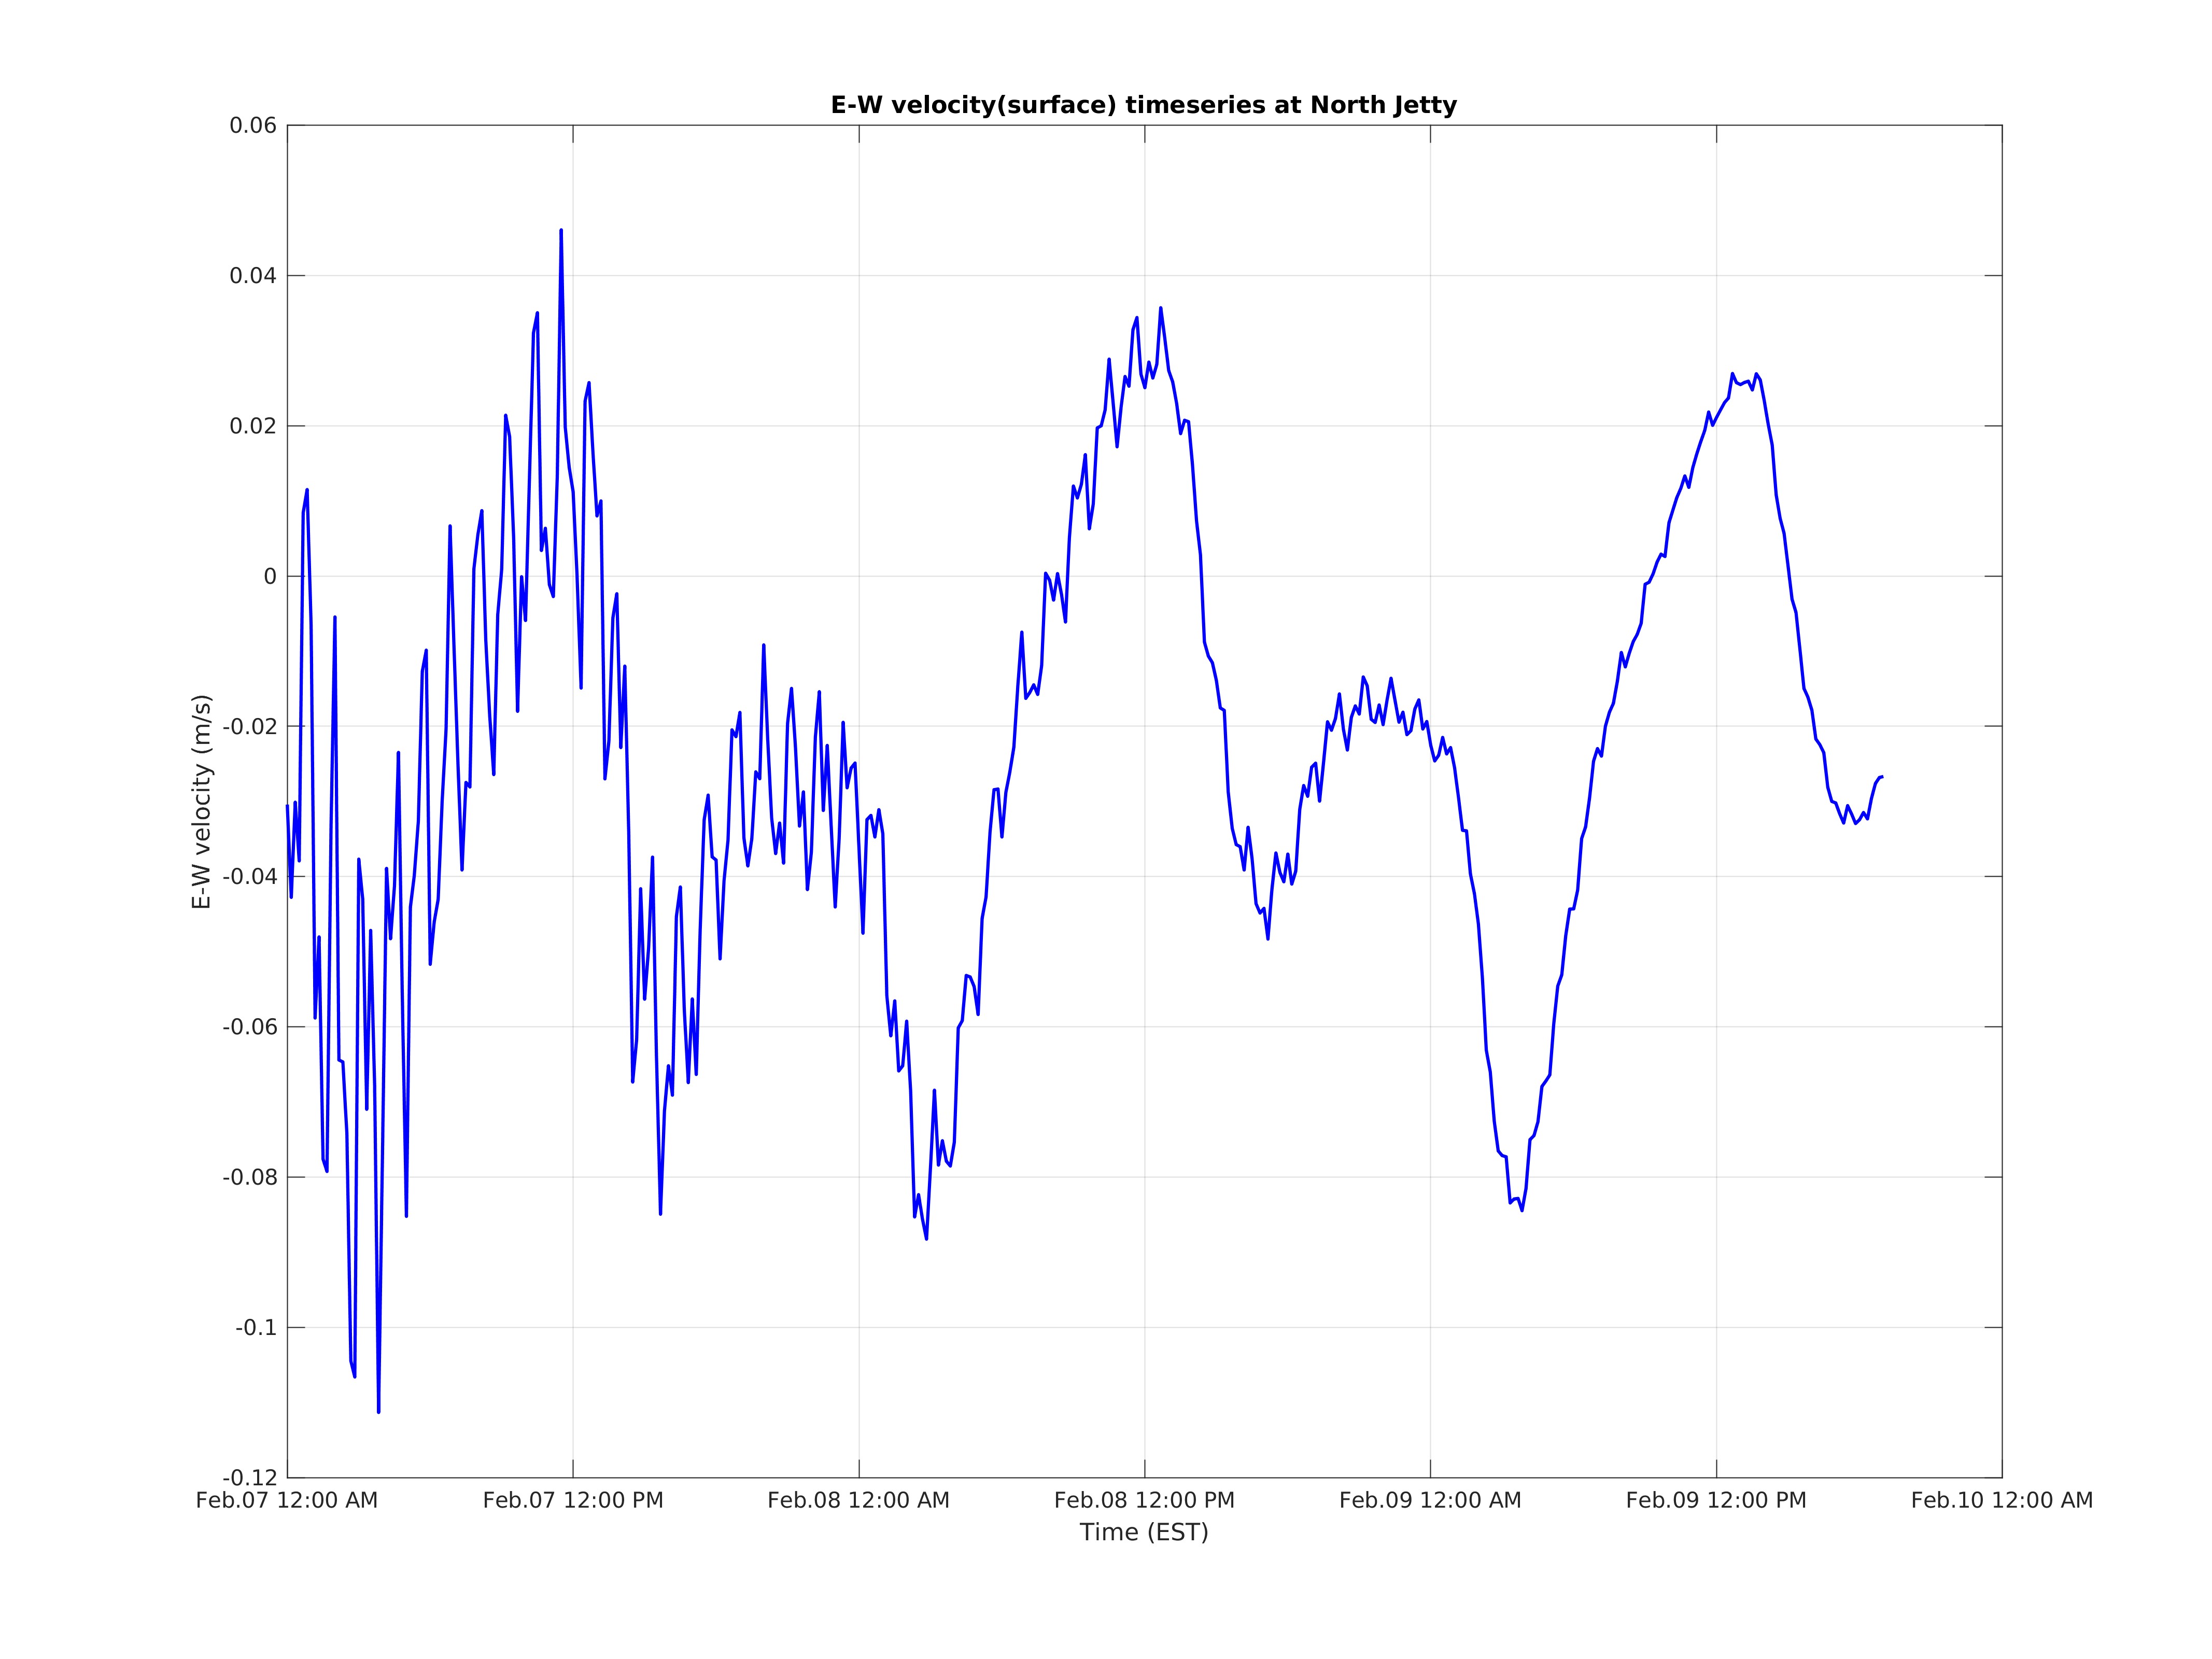 E-W velocity(surface) timeseries at North Jetty
0.06
0.04
0.02
0
-0.02
-0.04
-0.06
-0.08
-0.1
-0.12
E-W velocity (m/s)
Feb.07 12:00 AM
Feb.07 12:00 PM
Feb.08 12:00 AM
Feb.08 12:00 PM
Feb.09 12:00 AM
Feb.09 12:00 PM
Feb.10 12:00 AM
Time (EST)